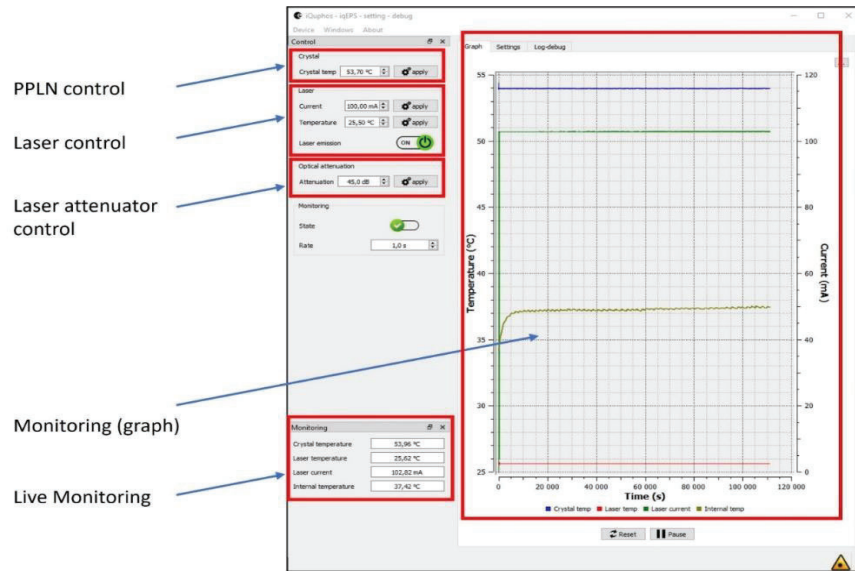 iQuphos - iqEPS - setting - debug
Device Windows About
Control
Crystal
Crystal temp 53,70 °C apply
Laser
Current 100,00 mA apply
Temperature 25,50 °C apply
Laser emission ON
Optical attenuation
Attenuation 45,0 dB apply
Monitoring
State
Rate 1,0 s
Monitoring
Crystal temperature 53,96 °C
Laser temperature 25,62 °C
Laser current 102,82 mA
Internal temperature 37,42 °C
PPLN control
Laser control
Laser attenuator
control
Monitoring (graph)
Live Monitoring
Graph Settings Log-debug
55
50
45
40
35
30
25
Temperature (°C)
120
100
80
60
40
20
0
Current (mA)
0 20 000 40 000 60 000 80 000 100 000 120 000
Time (s)
Crystal temp Laser temp Laser current Internal temp
Reset Pause